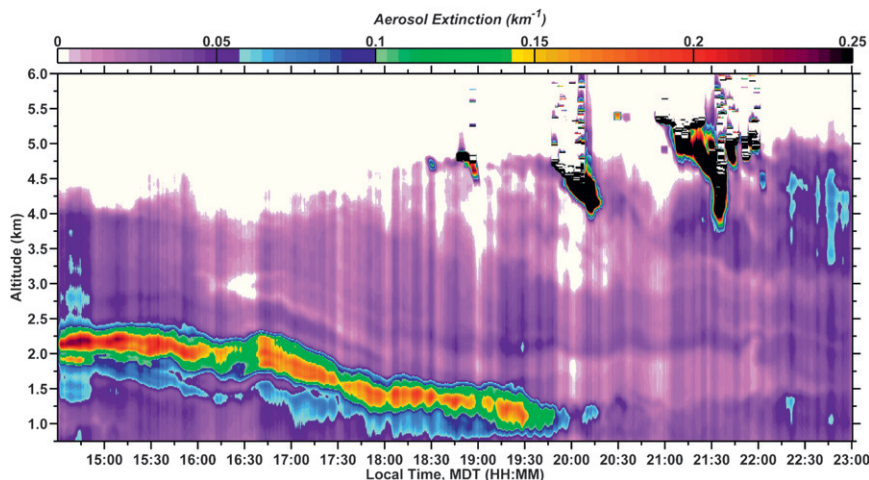 Aerosol Extinction (km-1)
0 0.05 0.1 0.15 0.2 0.25
Altitude (km)
6.0
5.5
5.0
4.5
4.0
3.5
3.0
2.5
2.0
1.5
1.0
15:00 15:30 16:00 16:30 17:00 17:30 18:00 18:30 19:00 19:30 20:00 20:30 21:00 21:30 22:00 22:30 23:00
Local Time, MDT (HH:MM)